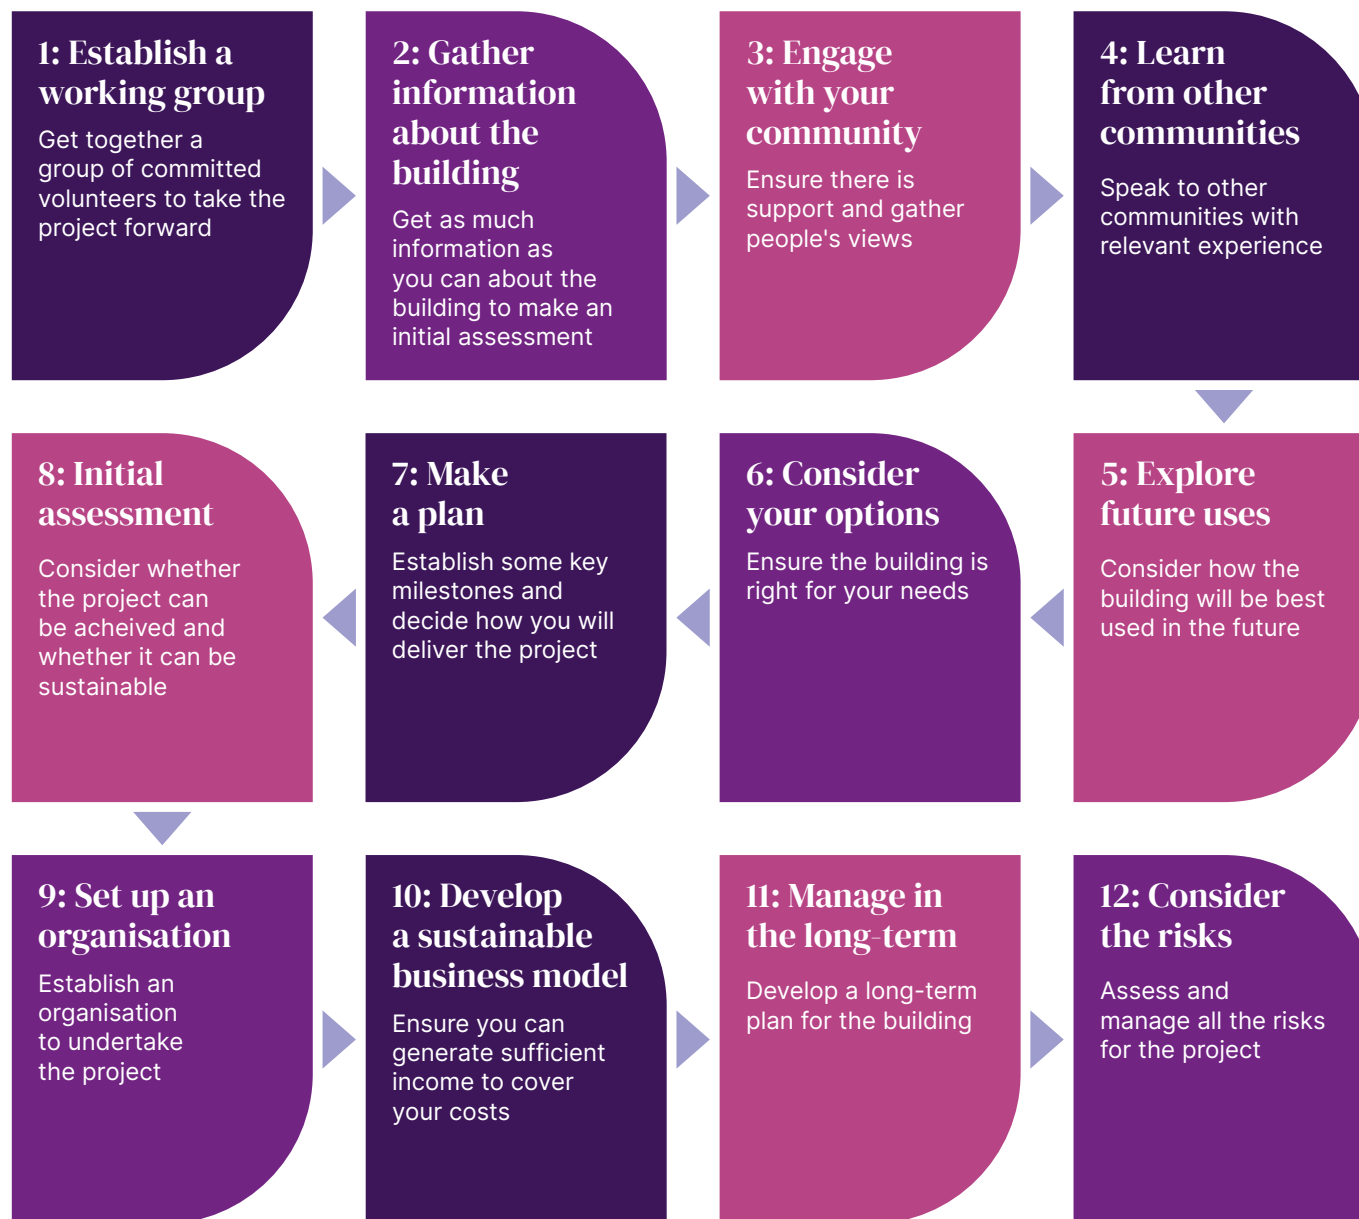 1: Establish a
working group
Get together a
group of committed
volunteers to take the
project forward
2: Gather
information
about the
building
Get as much
information as
you can about the
building to make an
initial assessment
3: Engage
with your
community
Ensure there is
support and gather
people's views
4: Learn
from other
communities
Speak to other
communities with
relevant experience
5: Explore
future uses
Consider how the
building will be best
used in the future
6: Consider
your options
Ensure the building is
right for your needs
7: Make
a plan
Establish some key
milestones and
decide how you will
deliver the project
8: Initial
assessment
Consider whether
the project can
be acheived and
whether it can be
sustainable
9: Set up an
organisation
Establish an
organisation
to undertake
the project
10: Develop
a sustainable
business model
Ensure you can
generate sufficient
income to cover
your costs
11: Manage in
the long-term
Develop a long-term
plan for the building
12: Consider
the risks
Assess and
manage all the risks
for the project